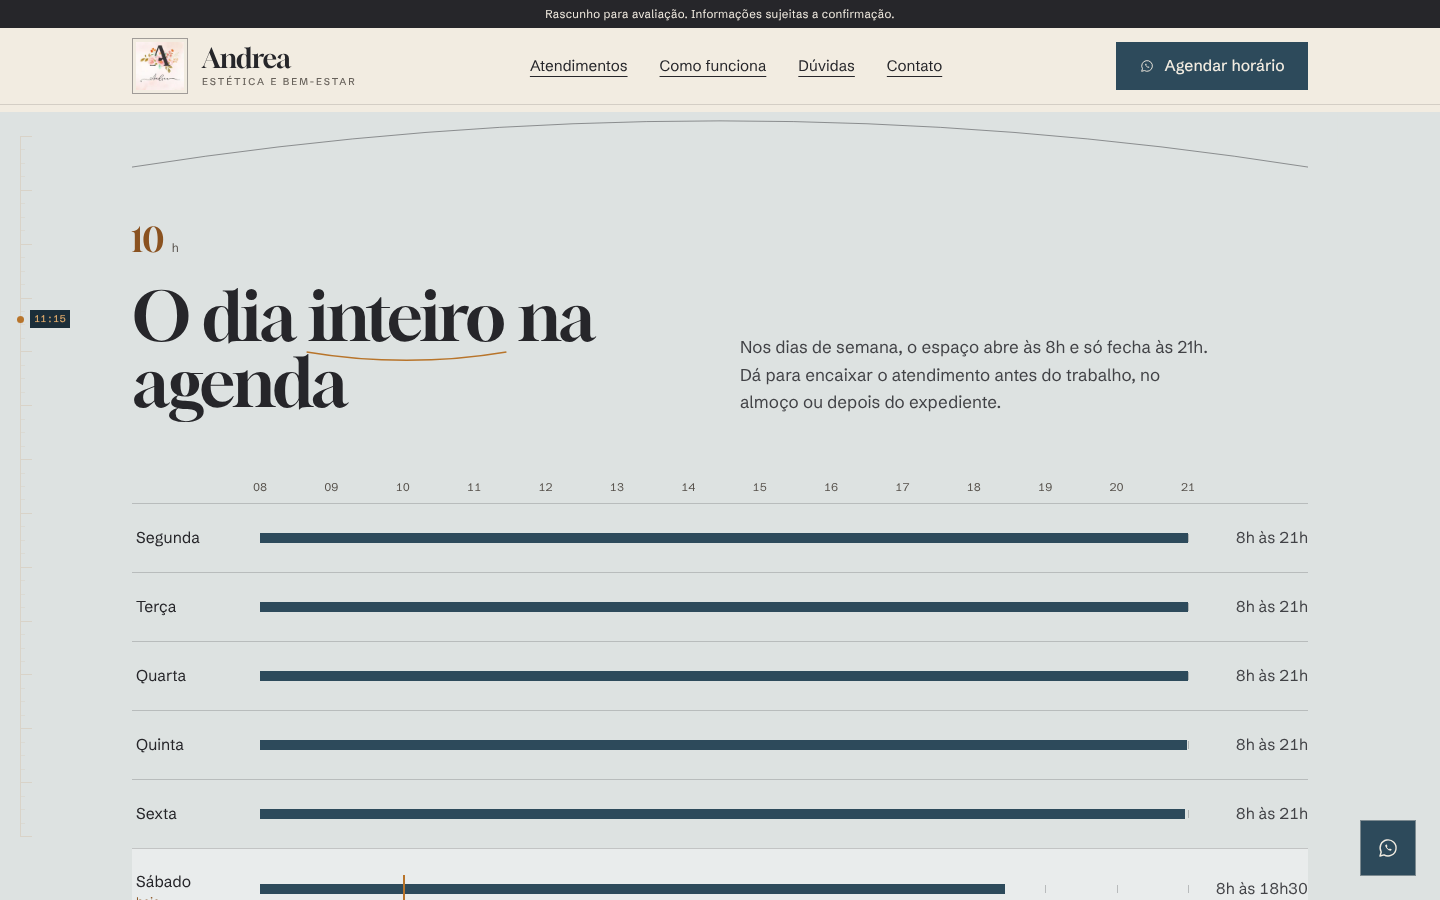 Rascunho para avaliação. Informações sujeitas a confirmação.
A
Andrea
ESTÉTICA E BEM-ESTAR
Atendimentos
Como funciona
Dúvidas
Contato
Agendar horário
10 h
11:15
O dia inteiro na
agenda
Nos dias de semana, o espaço abre às 8h e só fecha às 21h.
Dá para encaixar o atendimento antes do trabalho, no
almoço ou depois do expediente.
08 09 10 11 12 13 14 15 16 17 18 19 20 21
Segunda 8h às 21h
Terça 8h às 21h
Quarta 8h às 21h
Quinta 8h às 21h
Sexta 8h às 21h
Sábado 8h às 18h30